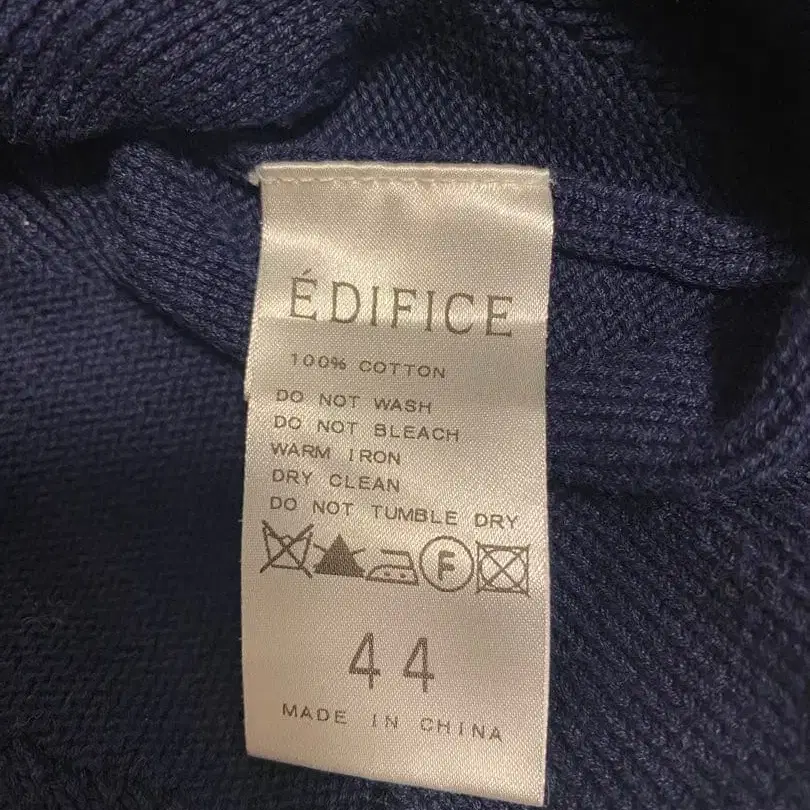 ÉDIFICE
100% COTTON
DO NOT WASH
DO NOT BLEACH
WARM IRON
DRY CLEAN
DO NOT TUMBLE DRY
F
44
MADE IN CHINA